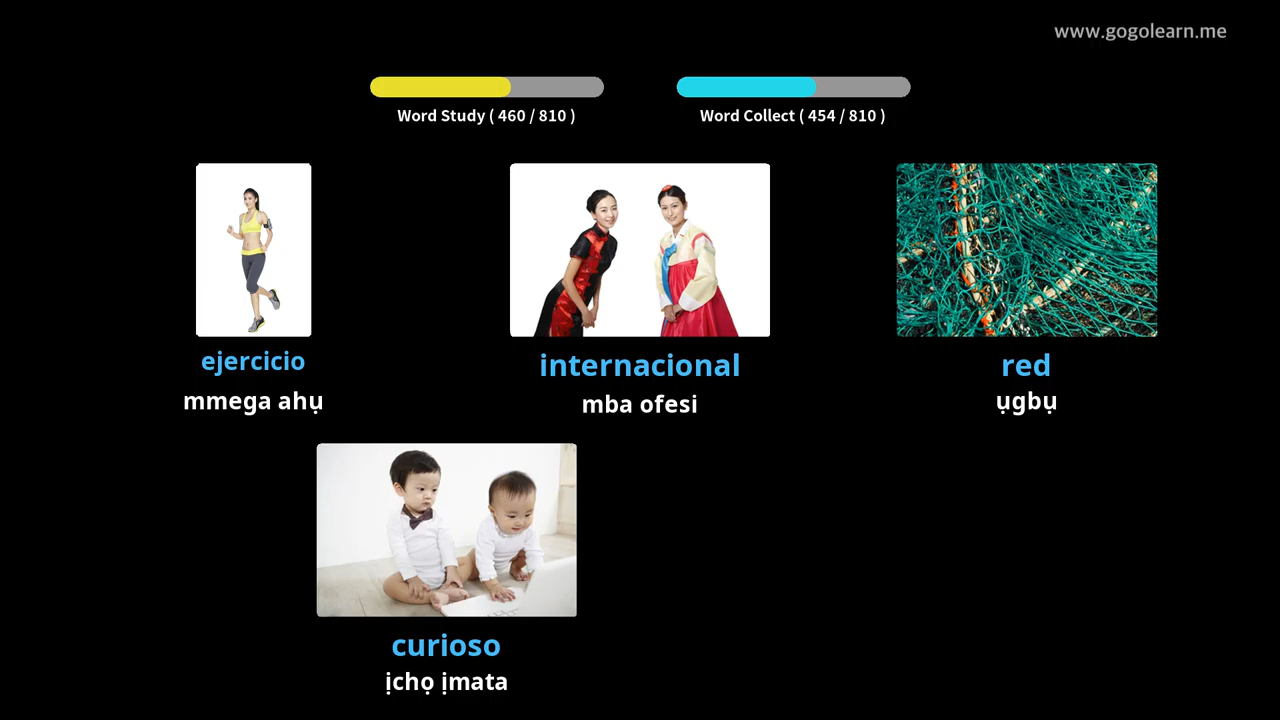 www.gogolearn.me
Word Study ( 460 / 810 )
Word Collect ( 454 / 810 )
ejercicio
mmega ahụ
internacional
mba ofesi
red
ụgbụ
curioso
ịchọ ịmata